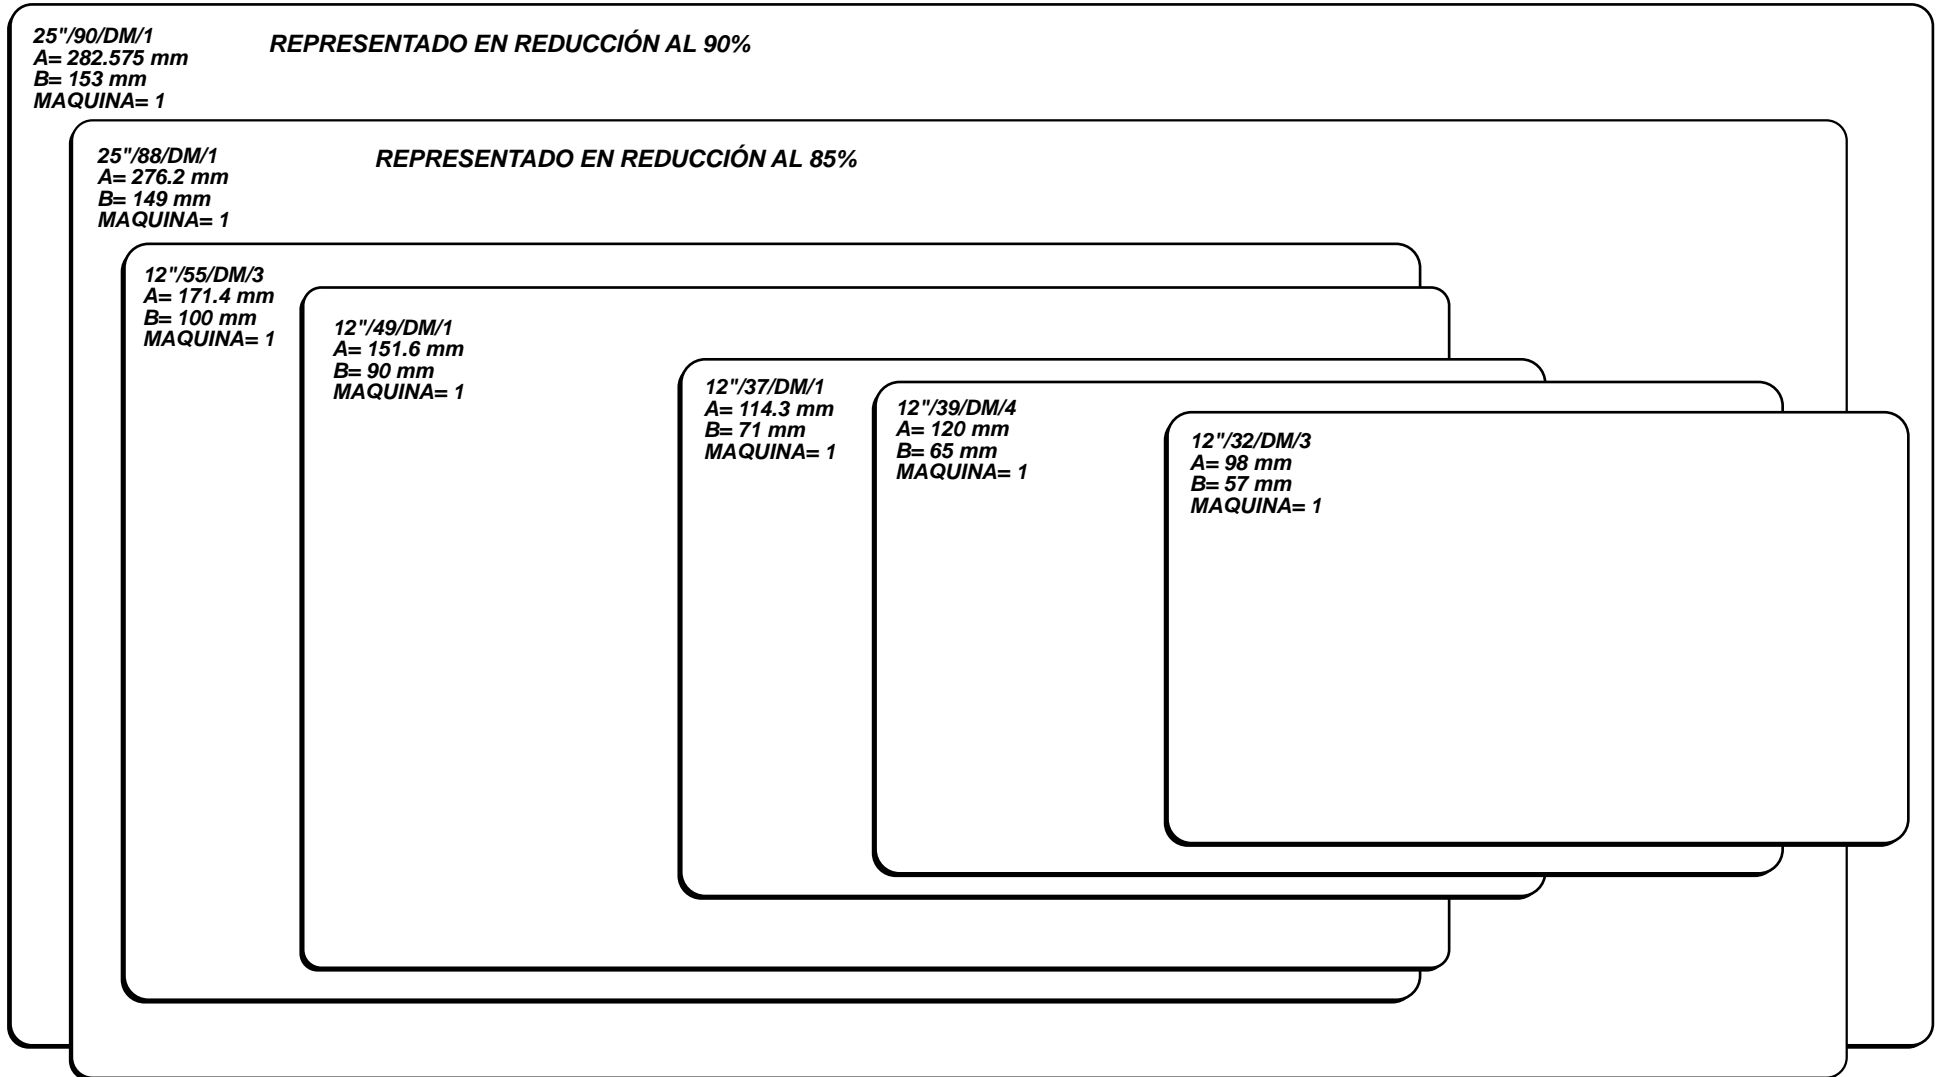 25"/90/DM/1
A= 282.575 mm
B= 153 mm
MAQUINA= 1
REPRESENTADO EN REDUCCIÓN AL 90%
25"/88/DM/1
A= 276.2 mm
B= 149 mm
MAQUINA= 1
REPRESENTADO EN REDUCCIÓN AL 85%
12"/55/DM/3
A= 171.4 mm
B= 100 mm
MAQUINA= 1
12"/49/DM/1
A= 151.6 mm
B= 90 mm
MAQUINA= 1
12"/37/DM/1
A= 114.3 mm
B= 71 mm
MAQUINA= 1
12"/39/DM/4
A= 120 mm
B= 65 mm
MAQUINA= 1
12"/32/DM/3
A= 98 mm
B= 57 mm
MAQUINA= 1